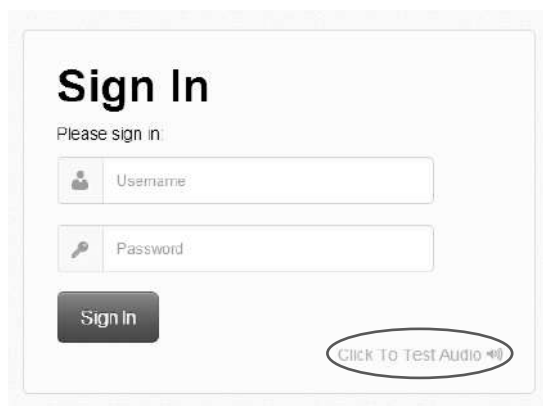 Sign In
Please sign in:
Username
Password
Sign In
Click To Test Audio